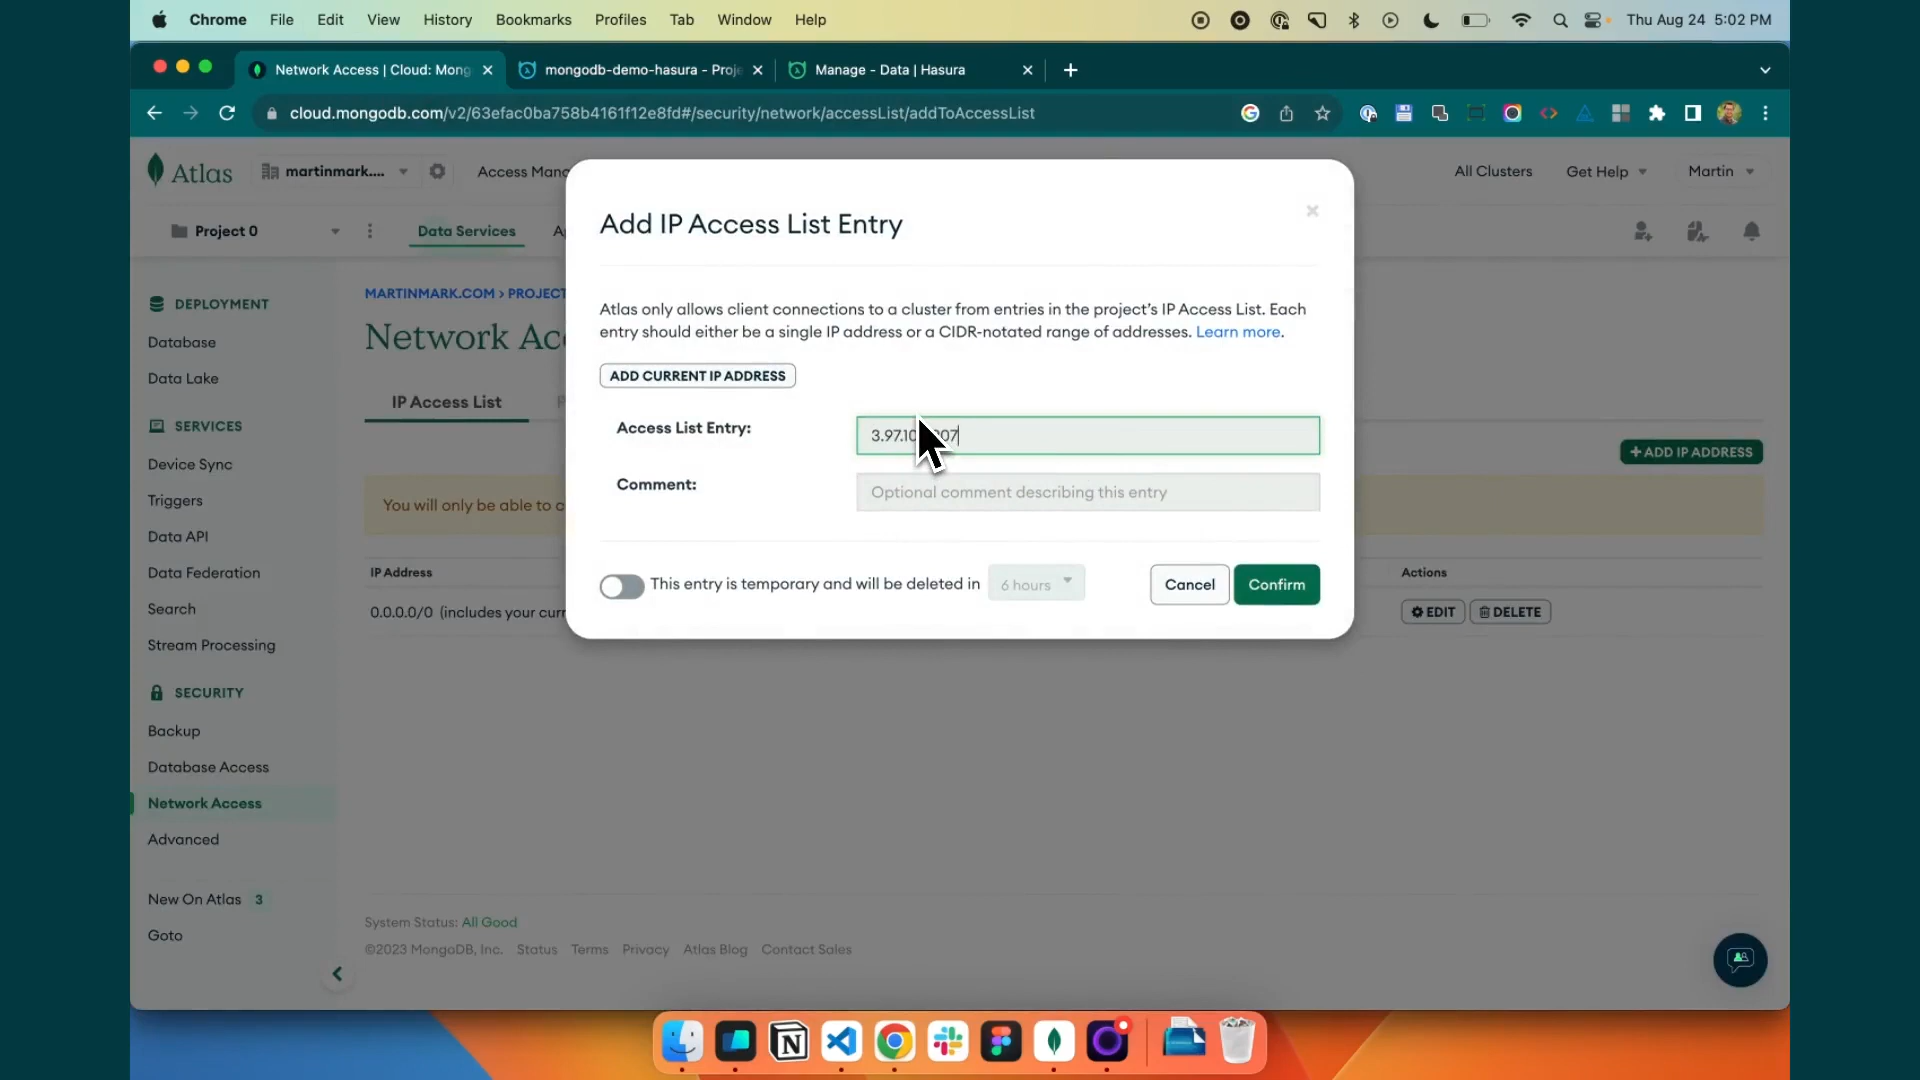 Chrome File Edit View History Bookmarks Profiles Tab Window Help Thu Aug 24 5:02 PM
Network Access | Cloud: Mong mongodb-demo-hasura - Proje Manage - Data | Hasura
cloud.mongodb.com/v2/63efac0ba758b4161f12e8fd#/security/network/accessList/addToAccessList
Atlas martinmark.... Access Mana All Clusters Get Help Martin
Project 0 Data Services
MARTINMARK.COM > PROJECT
Network Ac
IP Access List
+ ADD IP ADDRESS
You will only be able to c
IP Address Actions
0.0.0.0/0 (includes your curr EDIT DELETE
Add IP Access List Entry
Atlas only allows client connections to a cluster from entries in the project's IP Access List. Each
entry should either be a single IP address or a CIDR-notated range of addresses. Learn more.
ADD CURRENT IP ADDRESS
Access List Entry:
Comment: Optional comment describing this entry
This entry is temporary and will be deleted in 6 hours Cancel Confirm
DEPLOYMENT
Database
Data Lake
SERVICES
Device Sync
Triggers
Data API
Data Federation
Search
Stream Processing
SECURITY
Backup
Database Access
Network Access
Advanced
New On Atlas 3
Goto
System Status: All Good
©2023 MongoDB, Inc. Status Terms Privacy Atlas Blog Contact Sales